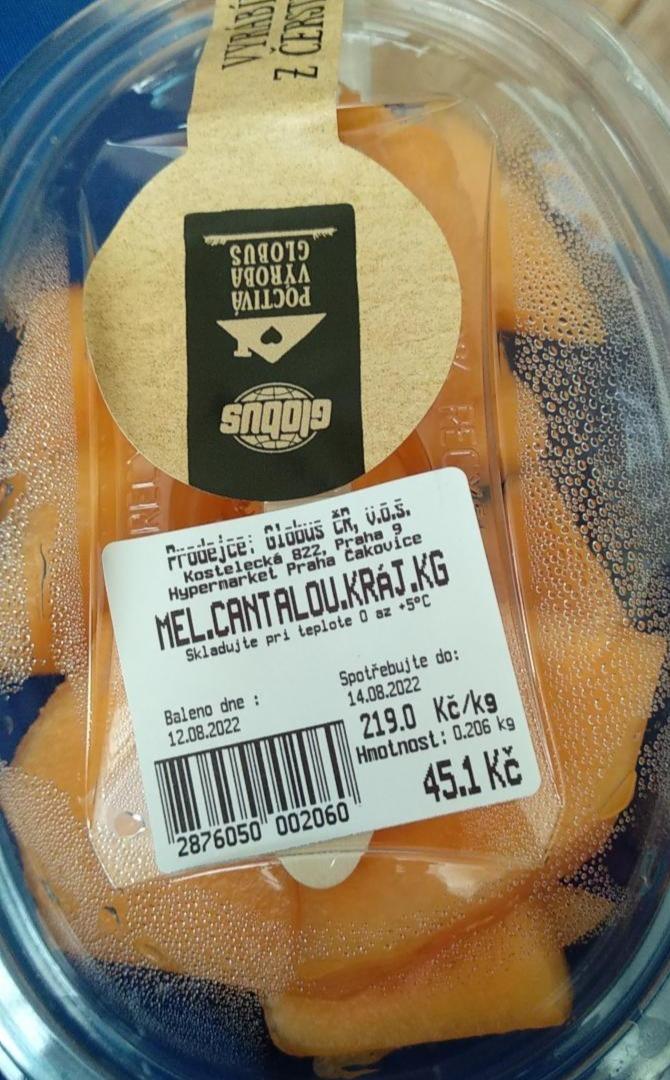 VYRÁBÍ
Z ČERST
POCTIVÁ
VÝROBA
GLOBUS
GLOBUS
Prodejce: Globus ČR, v.o.s.
Kostelecká 822, Praha 9
Hypermarket Praha Čakovice
MEL.CANTALOU.KRáJ.KG
Skladujte pri teplote 0 az +5°C
Baleno dne :
12.08.2022
Spotřebujte do:
14.08.2022
219.0 Kč/kg
Hmotnost: 0.206 kg
45.1 Kč
2876050 002060